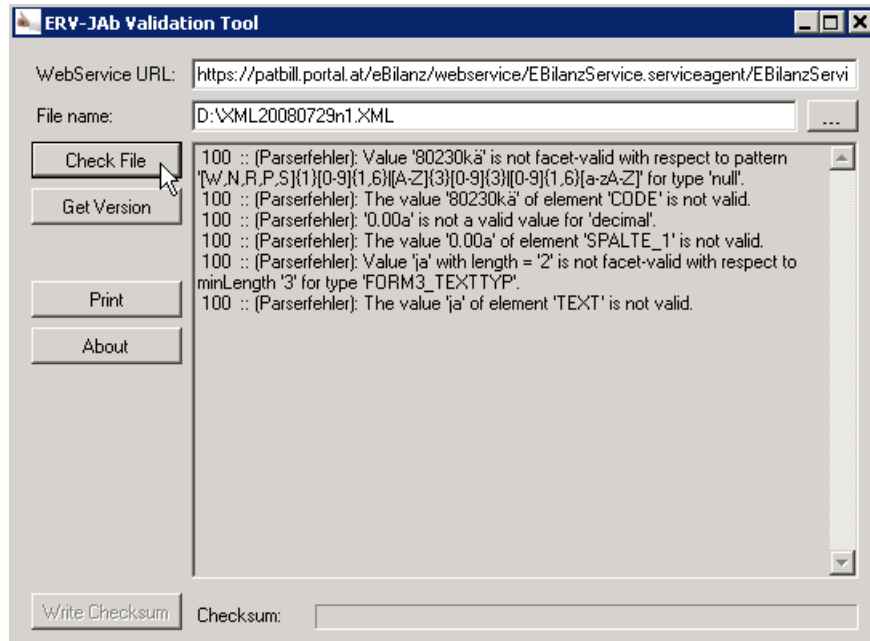 ERV-JAb Validation Tool
WebService URL: https://patbill.portal.at/eBilanz/webservice/EBilanzService.serviceagent/EBilanzServi
File name: D:\XML20080729n1.XML ...
Check File
Get Version
Print
About
100 :: (Parserfehler): Value '80230kä' is not facet-valid with respect to pattern
'[W,N,R,P,S]{1}[0-9]{1,6}|[A-Z]{3}[0-9]{3}|[0-9]{1,6}[a-zA-Z]' for type 'null'.
100 :: (Parserfehler): The value '80230kä' of element 'CODE' is not valid.
100 :: (Parserfehler): '0.00a' is not a valid value for 'decimal'.
100 :: (Parserfehler): The value '0.00a' of element 'SPALTE_1' is not valid.
100 :: (Parserfehler): Value 'ja' with length = '2' is not facet-valid with respect to
minLength '3' for type 'FORM3_TEXTTYP'.
100 :: (Parserfehler): The value 'ja' of element 'TEXT' is not valid.
Write Checksum
Checksum: